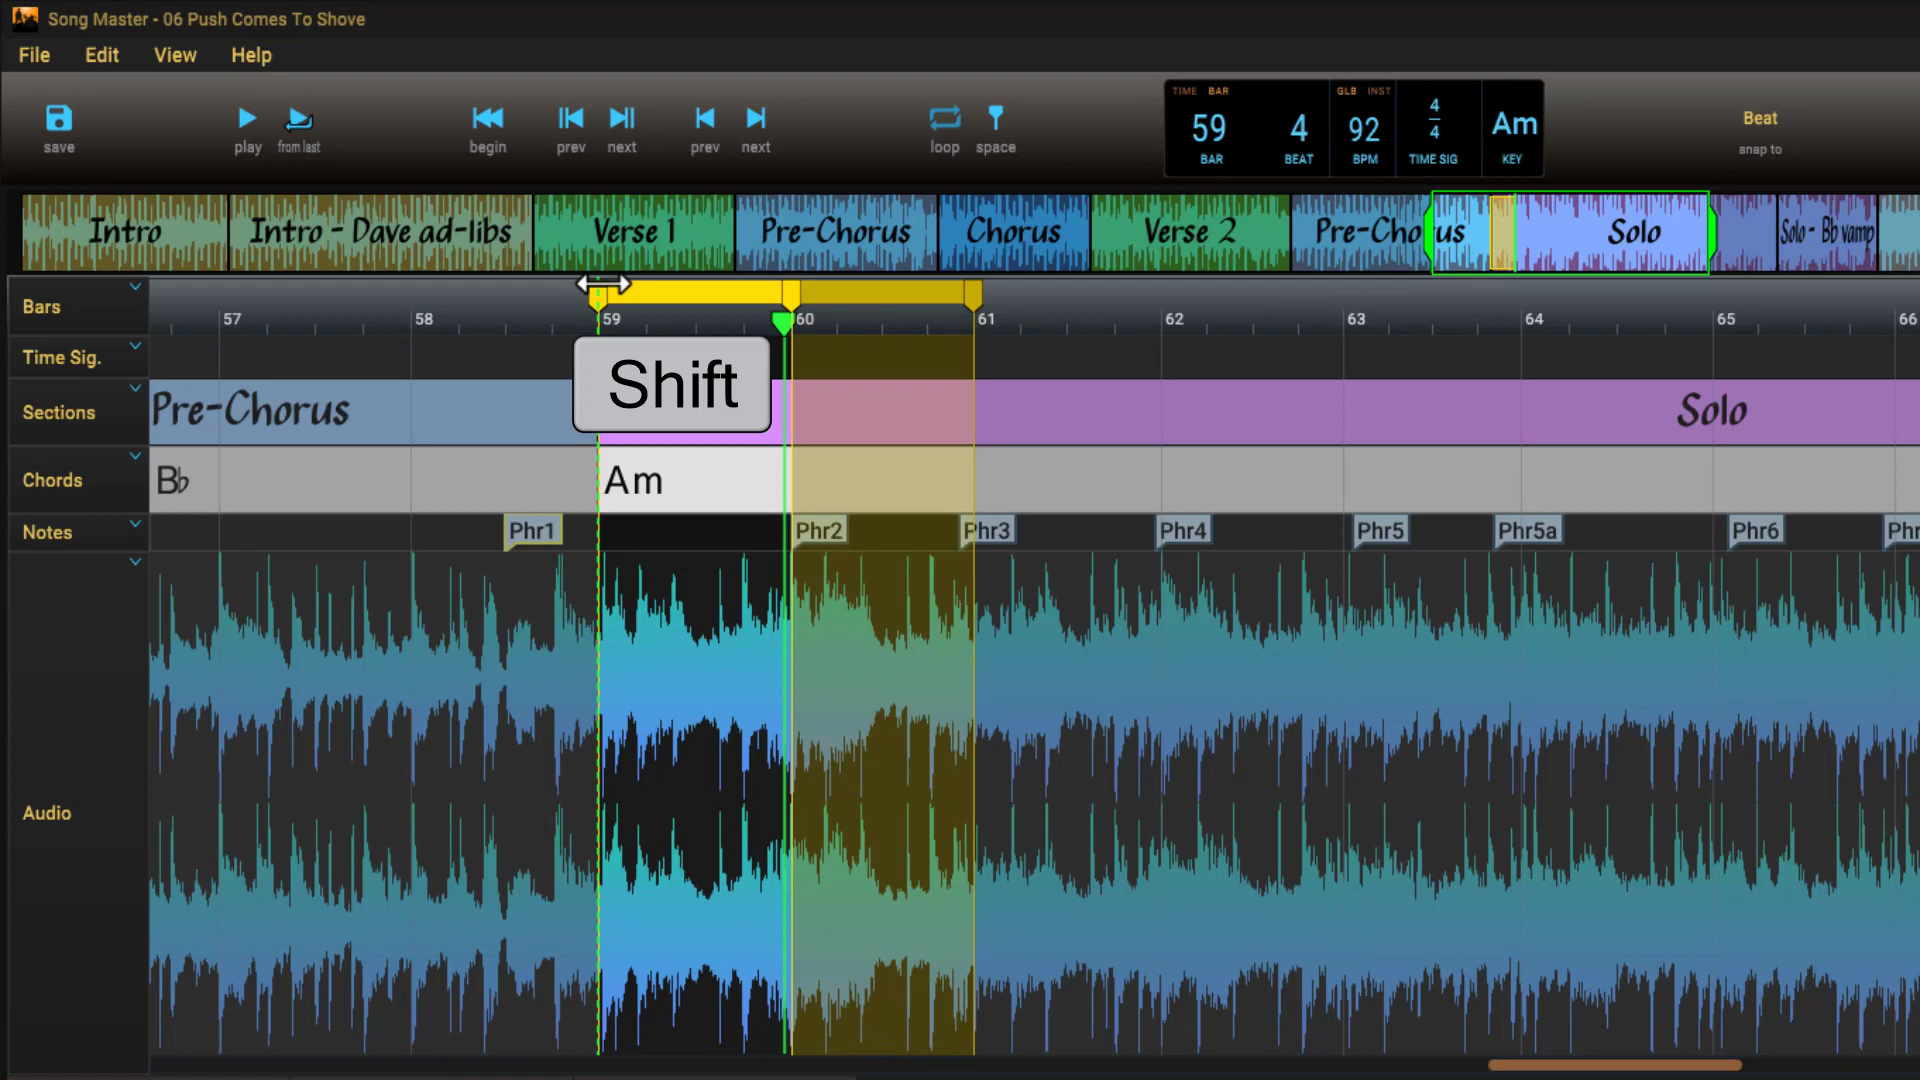 Song Master - 06 Push Comes To Shove
File Edit View Help
TIME BAR GLB INST
59 4 92 4/4 Am
BAR BEAT BPM TIME SIG KEY
save play from last begin prev next prev next loop space
Beat
snap to
Intro Intro - Dave ad-libs Verse 1 Pre-Chorus Chorus Verse 2 Pre-Chorus Solo Solo - Bb vamp
Bars 57 58 59 60 61 62 63 64 65 66
Time Sig.
Shift
Sections Pre-Chorus Solo
Chords B♭ Am
Notes Phr1 Phr2 Phr3 Phr4 Phr5 Phr5a Phr6
Audio